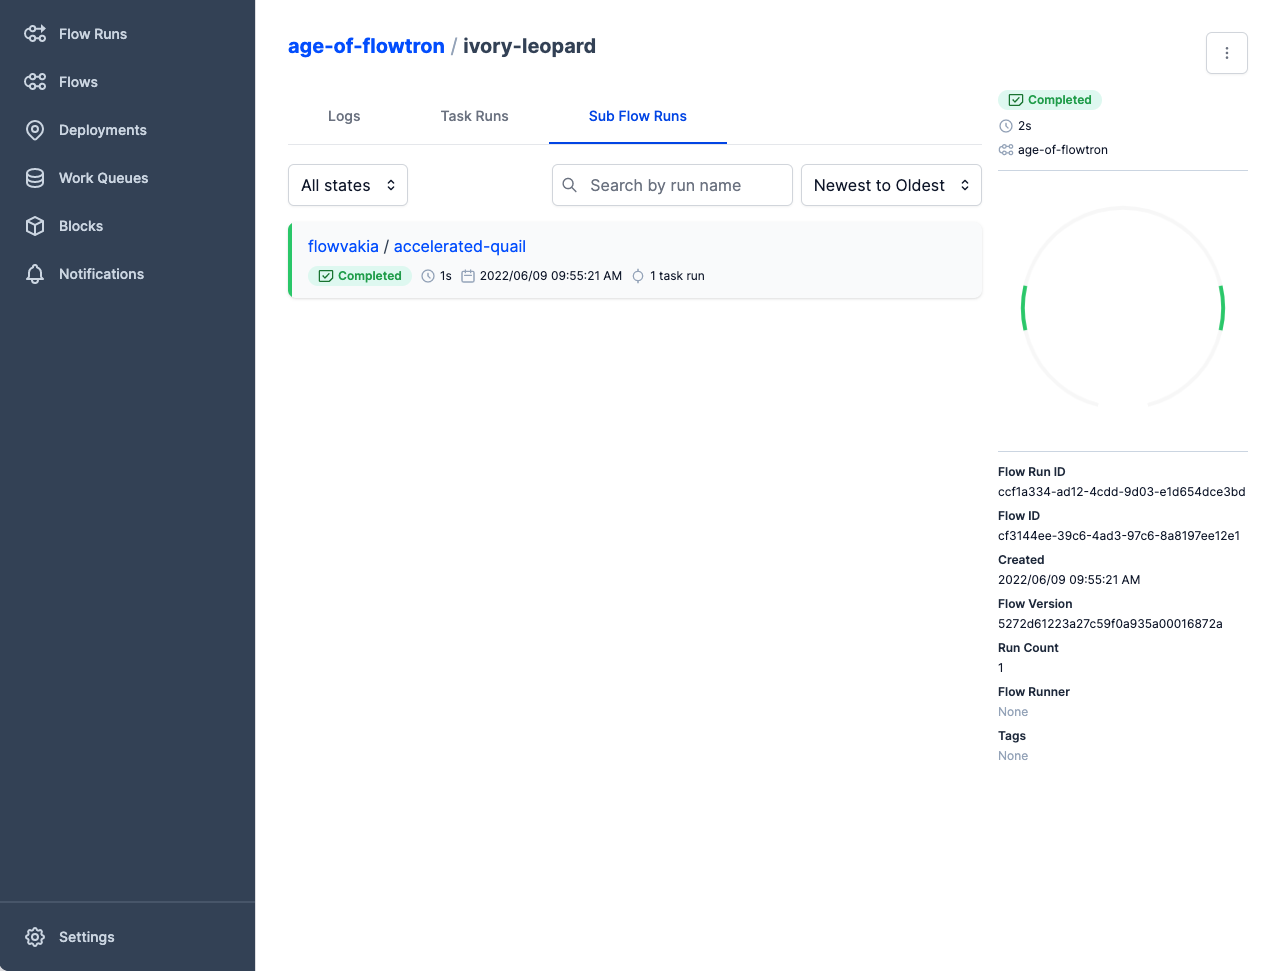 Flow Runs
Flows
Deployments
Work Queues
Blocks
Notifications
Settings
age-of-flowtron / ivory-leopard
Logs Task Runs Sub Flow Runs
All states Search by run name Newest to Oldest
flowvakia / accelerated-quail
Completed 1s 2022/06/09 09:55:21 AM 1 task run
Completed
2s
age-of-flowtron
Flow Run ID
ccf1a334-ad12-4cdd-9d03-e1d654dce3bd
Flow ID
cf3144ee-39c6-4ad3-97c6-8a8197ee12e1
Created
2022/06/09 09:55:21 AM
Flow Version
5272d61223a27c59f0a935a00016872a
Run Count
1
Flow Runner
None
Tags
None